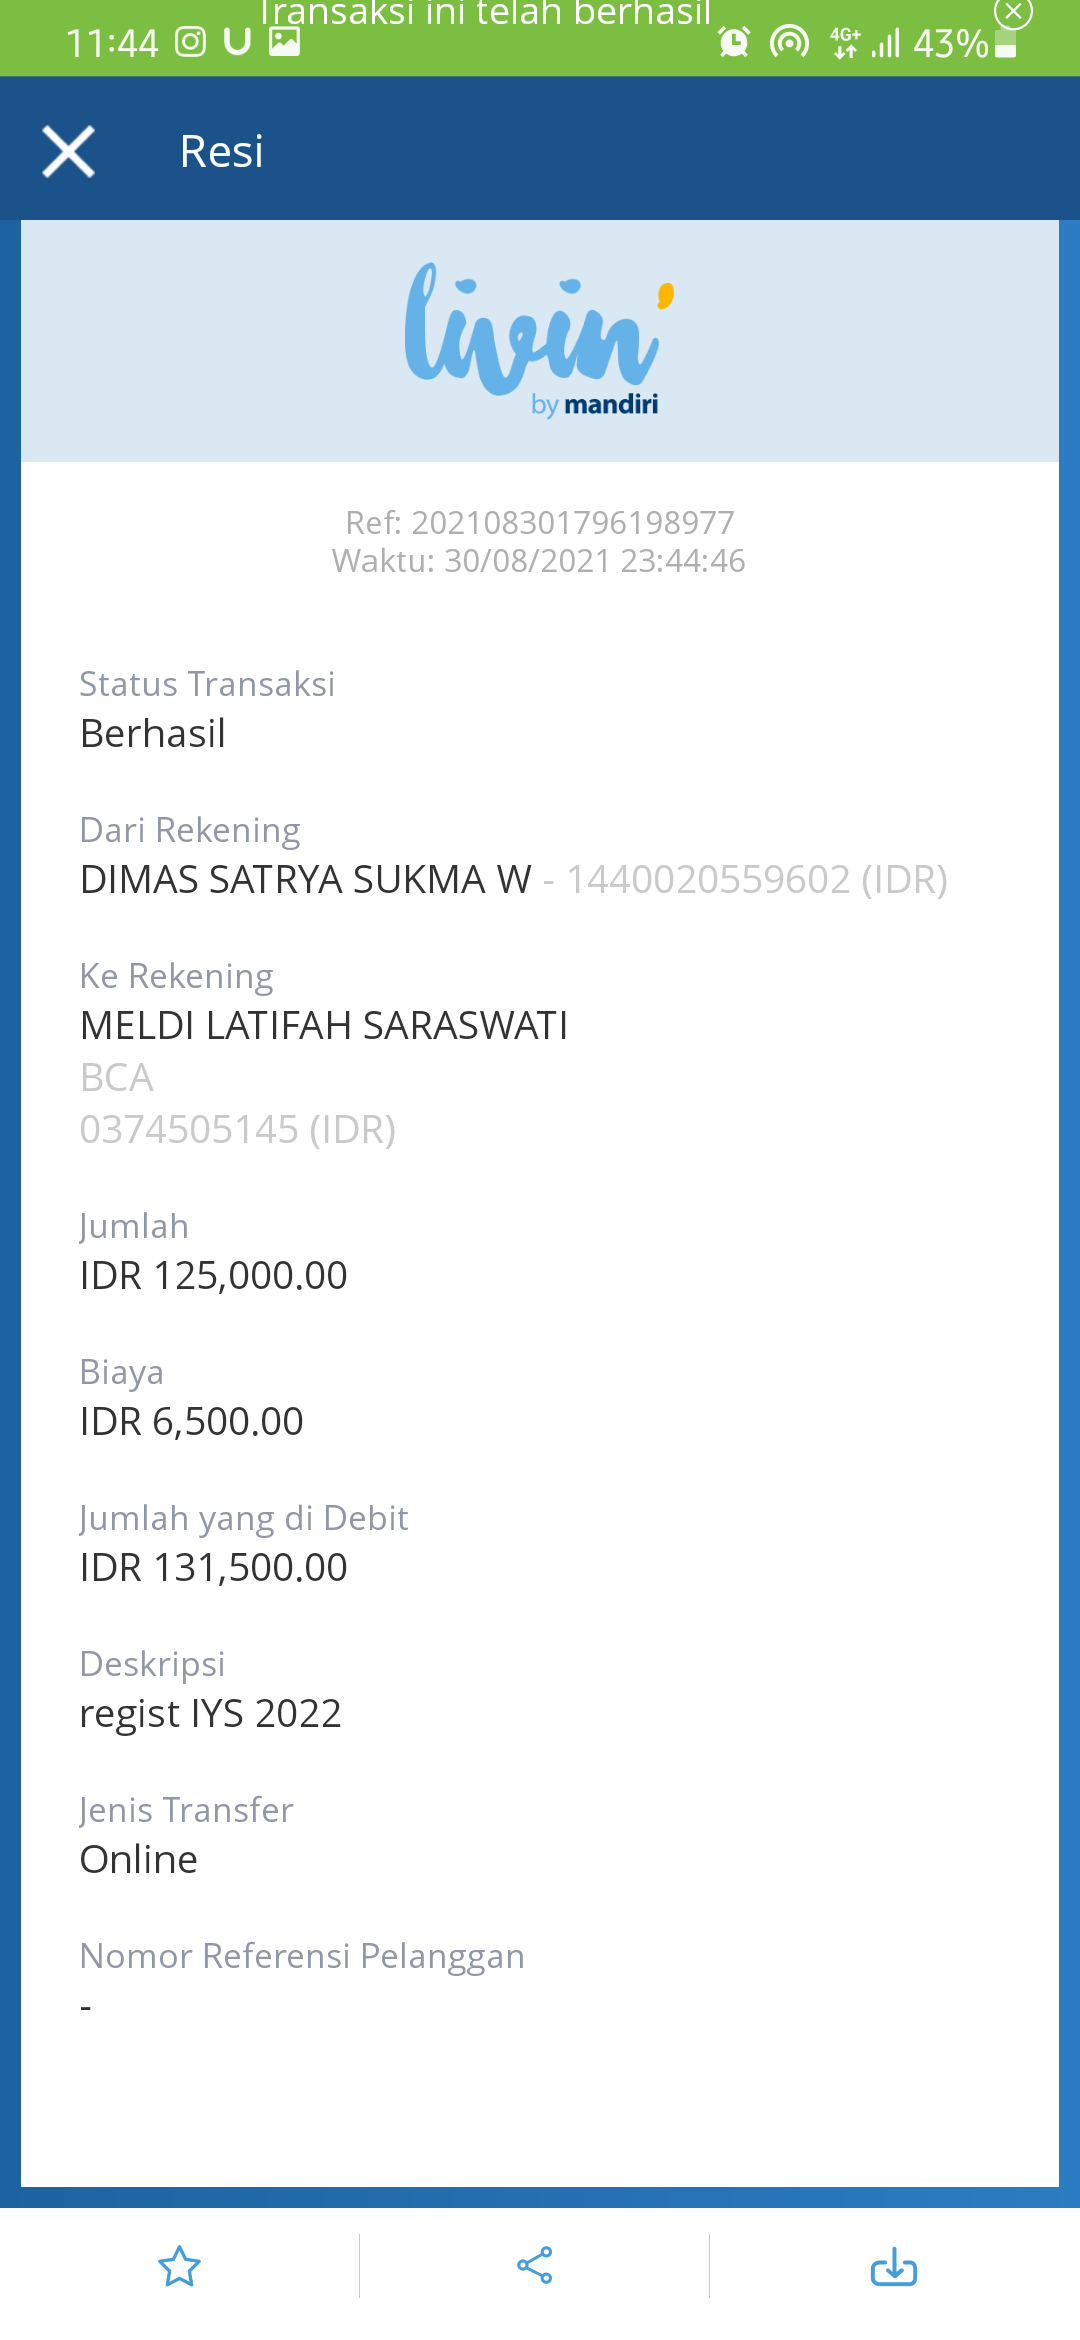 Transaksi ini telah berhasil
11:44 4G+ 43%
Resi
livin'
by mandiri
Ref: 202108301796198977
Waktu: 30/08/2021 23:44:46
Status Transaksi
Berhasil
Dari Rekening
DIMAS SATRYA SUKMA W - 1440020559602 (IDR)
Ke Rekening
MELDI LATIFAH SARASWATI
BCA
0374505145 (IDR)
Jumlah
IDR 125,000.00
Biaya
IDR 6,500.00
Jumlah yang di Debit
IDR 131,500.00
Deskripsi
regist IYS 2022
Jenis Transfer
Online
Nomor Referensi Pelanggan
-